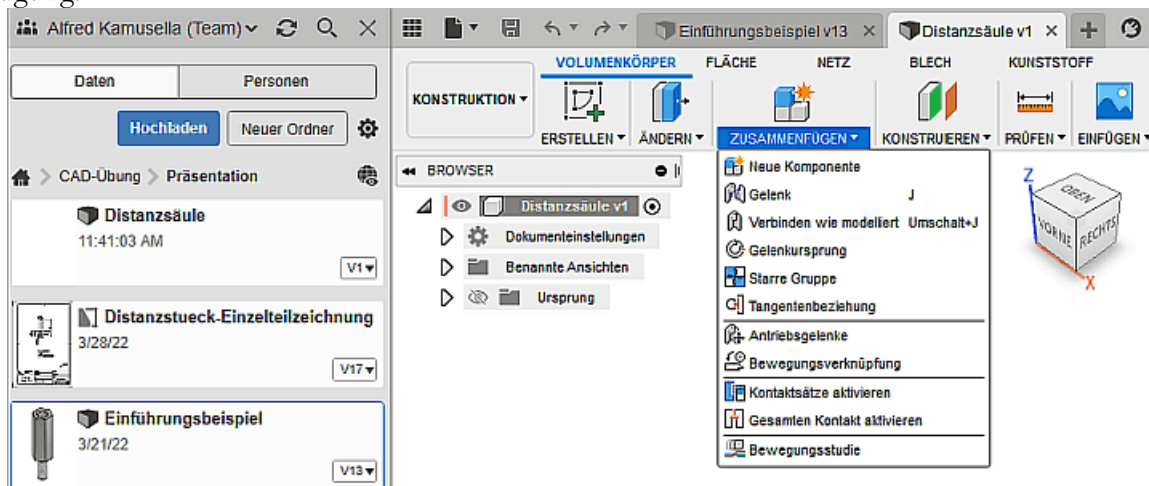 agung.
Alfred Kamusella (Team)
Daten Personen
Hochladen Neuer Ordner
CAD-Übung > Präsentation
Distanzsäule
11:41:03 AM
V1
Distanzstueck-Einzelteilzeichnung
3/28/22
V17
Einführungsbeispiel
3/21/22
V13
Einführungsbeispiel v13 × Distanzsäule v1 × +
VOLUMENKÖRPER FLÄCHE NETZ BLECH KUNSTSTOFF
KONSTRUKTION
ERSTELLEN ÄNDERN ZUSAMMENFÜGEN KONSTRUIEREN PRÜFEN EINFÜGEN
BROWSER
Distanzsäule v1
Dokumenteinstellungen
Benannte Ansichten
Ursprung
Neue Komponente
Gelenk J
Verbinden wie modelliert Umschalt+J
Gelenkursprung
Starre Gruppe
Tangentenbeziehung
Antriebsgelenke
Bewegungsverknüpfung
Kontaktsätze aktivieren
Gesamten Kontakt aktivieren
Bewegungsstudie
Z
OBEN
VORNE RECHTS
X